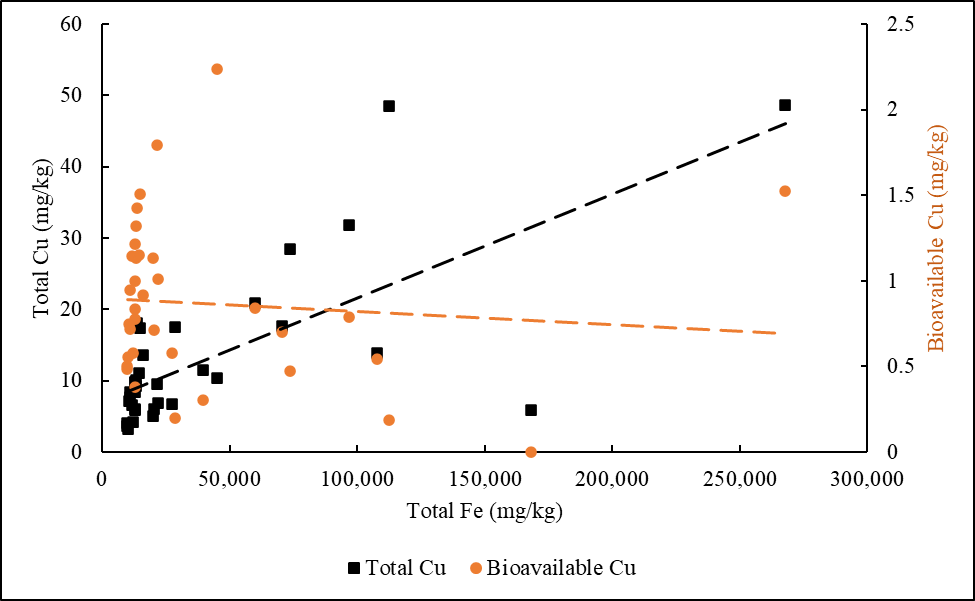 60
50
40
30
20
10
0
Total Cu (mg/kg)
2.5
2
1.5
1
0.5
0
Bioavailable Cu (mg/kg)
0 50,000 100,000 150,000 200,000 250,000 300,000
Total Fe (mg/kg)
Total Cu Bioavailable Cu